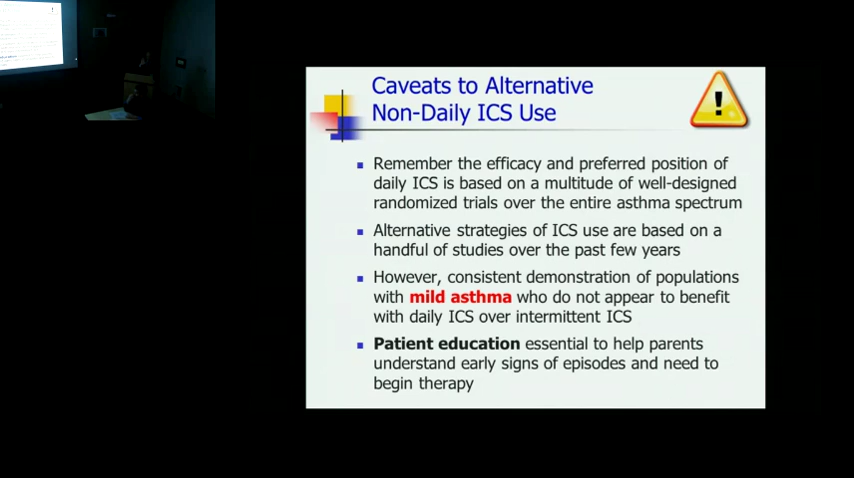 Caveats to Alternative
Non-Daily ICS Use
Remember the efficacy and preferred position of
daily ICS is based on a multitude of well-designed
randomized trials over the entire asthma spectrum
Alternative strategies of ICS use are based on a
handful of studies over the past few years
However, consistent demonstration of populations
with mild asthma who do not appear to benefit
with daily ICS over intermittent ICS
Patient education essential to help parents
understand early signs of episodes and need to
begin therapy